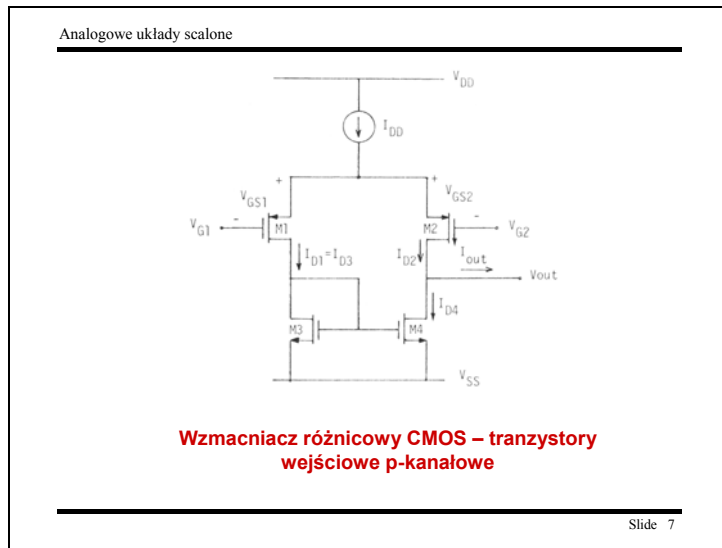 Analogowe układy scalone
V_DD
I_DD
+ +
V_GS1 V_GS2
V_G1 - M1 M2 - V_G2
I_D1=I_D3 I_D2 I_out
Vout
I_D4
M3 M4
V_SS
Wzmacniacz różnicowy CMOS – tranzystory
wejściowe p-kanałowe
Slide 7